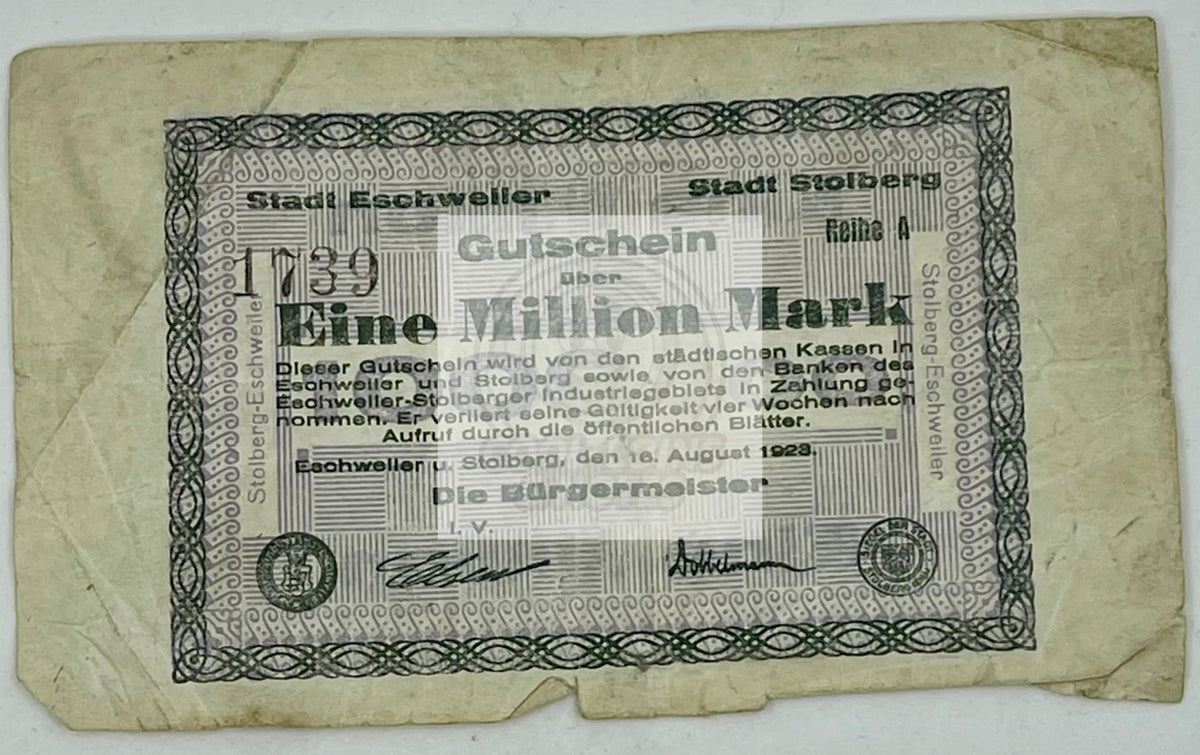 Stadt Eschweiler
Stadt Stolberg
Reihe A
1739
Gutschein
über
Eine Million Mark
Dieser Gutschein wird von den städtischen Kassen in
Eschweiler und Stolberg sowie von den Banken des
Eschweiler-Stolberger Industriegebiets in Zahlung ge-
nommen. Er verliert seine Gültigkeit vier Wochen nach
Aufruf durch die öffentlichen Blätter.
Eschweiler u. Stolberg, den 16. August 1923.
Die Bürgermeister
I. V.
Dobbelmann
Stolberg-Eschweiler
Stolberg-Eschweiler